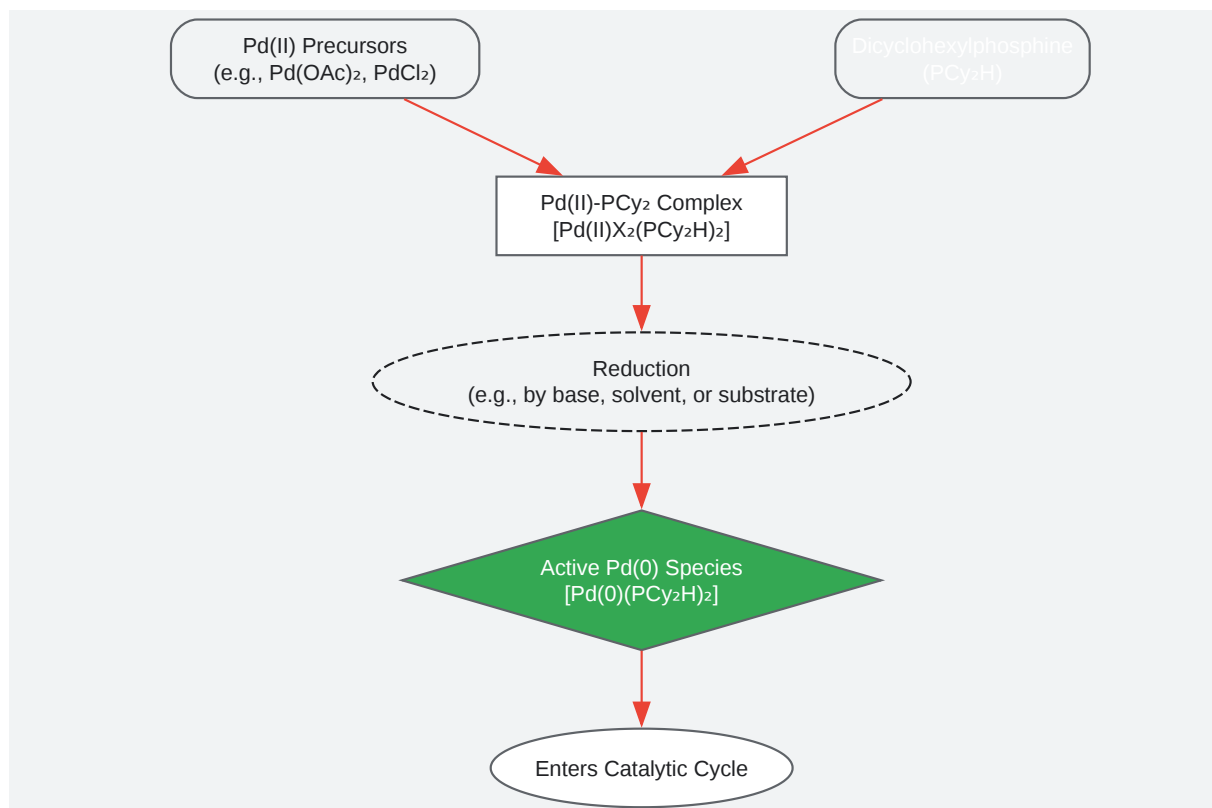 Pd(II) Precursors
(e.g., Pd(OAc)₂, PdCl₂)
Dicyclohexylphosphine
(PCy₂H)
Pd(II)-PCy₂ Complex
[Pd(II)X₂(PCy₂H)₂]
Reduction
(e.g., by base, solvent, or substrate)
Active Pd(0) Species
[Pd(0)(PCy₂H)₂]
Enters Catalytic Cycle